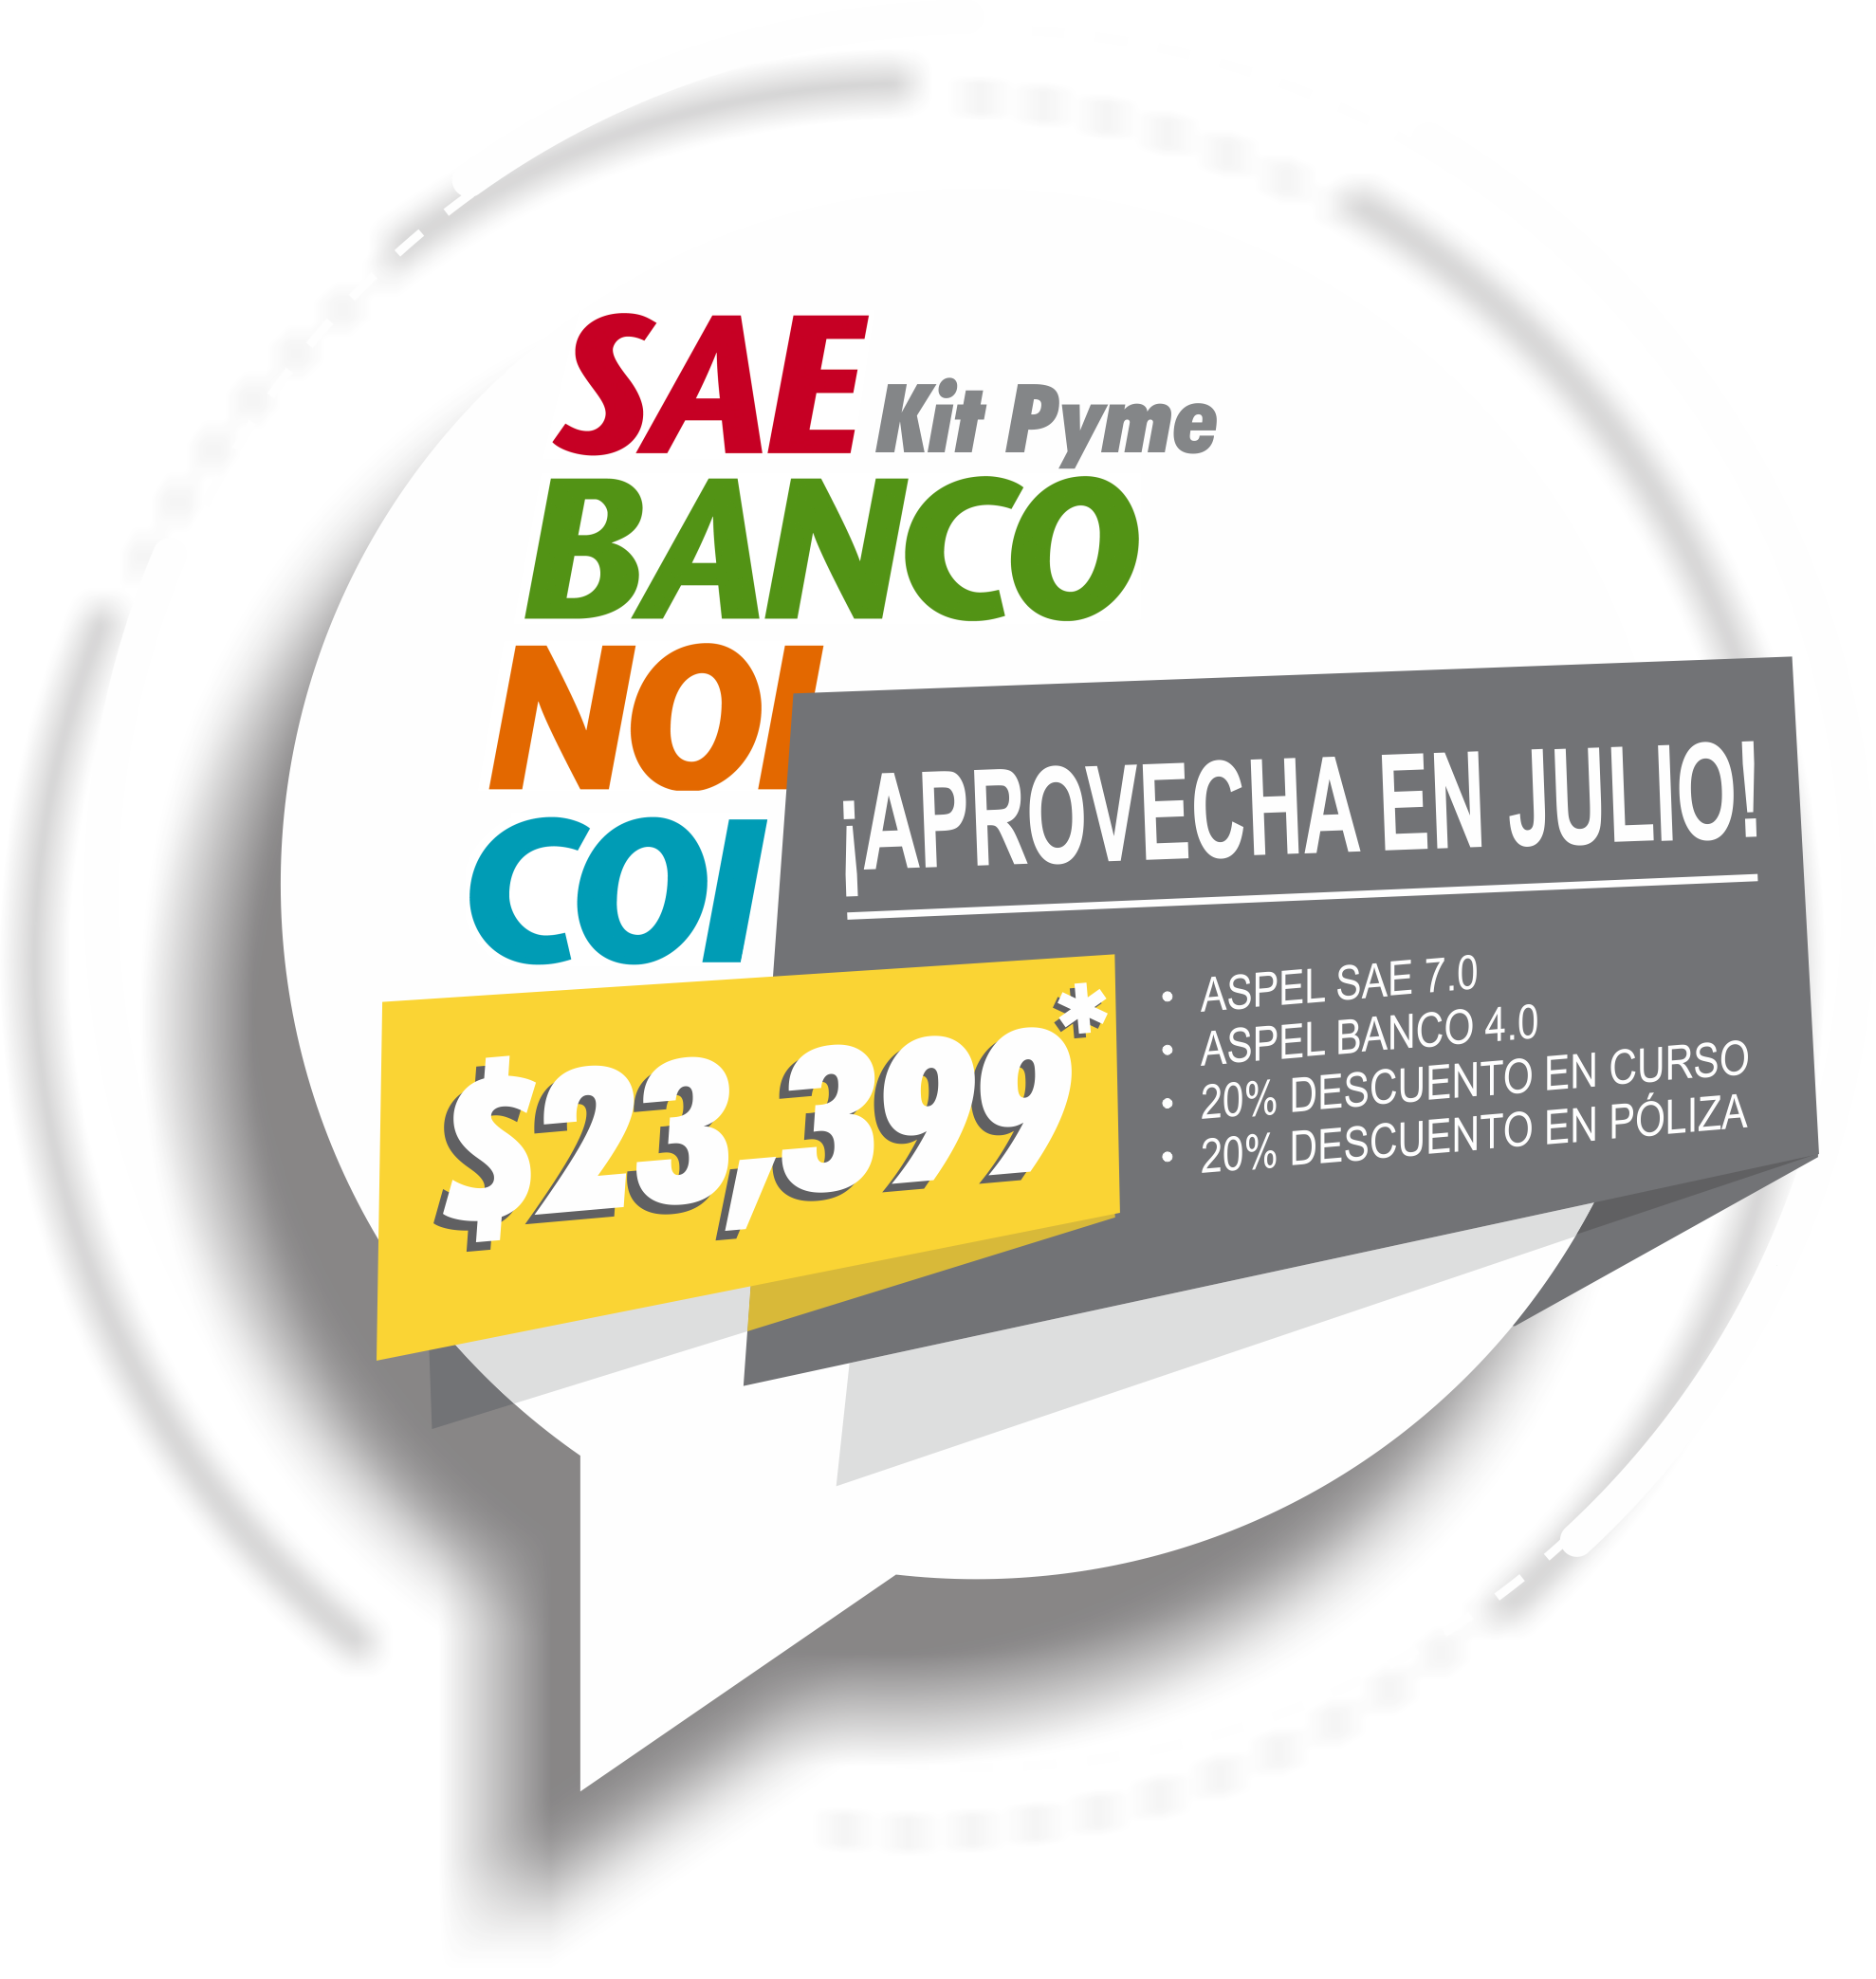 SAE Kit Pyme
BANCO
NOI
COI
¡APROVECHA EN JULIO!
$23,399*
• ASPEL SAE 7.0
• ASPEL BANCO 4.0
• 20% DESCUENTO EN CURSO
• 20% DESCUENTO EN PÓLIZA